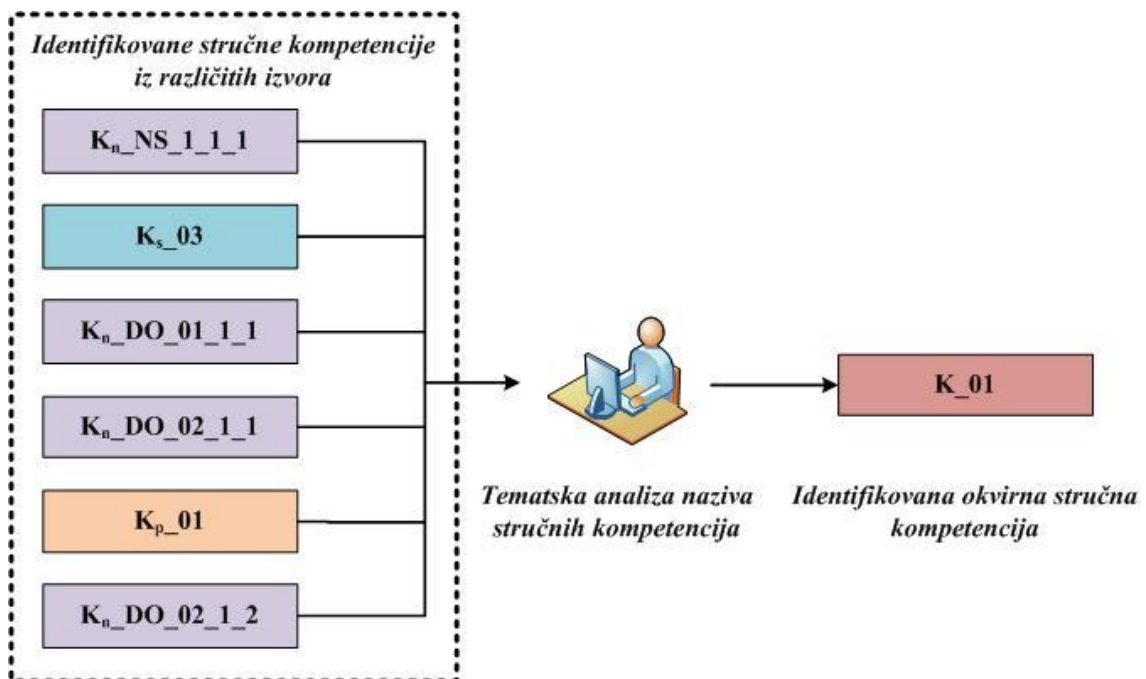 Identifikovane stručne kompetencije
iz različitih izvora
Kn_NS_1_1_1
Ks_03
Kn_DO_01_1_1
Kn_DO_02_1_1
Kp_01
Kn_DO_02_1_2
Tematska analiza naziva
stručnih kompetencija
K_01
Identifikovana okvirna stručna
kompetencija